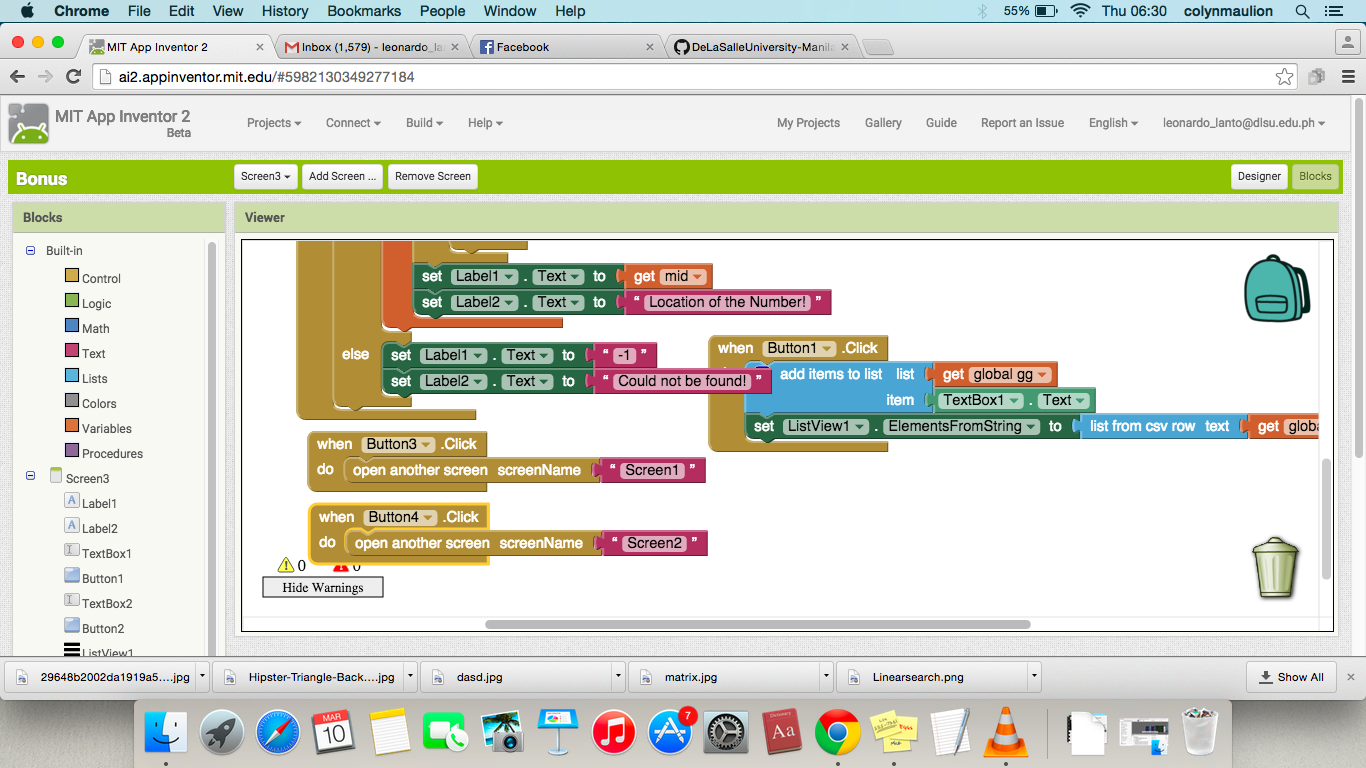 Chrome File Edit View History Bookmarks People Window Help 55% Thu 06:30 colynmaulion
MIT App Inventor 2 Inbox (1,579) - leonardo_la Facebook DeLaSalleUniversity-Manila
ai2.appinventor.mit.edu/#5982130349277184
MIT App Inventor 2
Beta
Projects Connect Build Help My Projects Gallery Guide Report an Issue English leonardo_lanto@dlsu.edu.ph
Bonus Screen3 Add Screen ... Remove Screen Designer Blocks
Blocks Viewer
Built-in
Control
Logic
Math
Text
Lists
Colors
Variables
Procedures
Screen3
Label1
Label2
TextBox1
Button1
TextBox2
Button2
ListView1
set Label1 . Text to get mid
set Label2 . Text to “ Location of the Number! ”
else set Label1 . Text to “ -1 ”
set Label2 . Text to “ Could not be found! ”
when Button1 .Click
add items to list list get global gg
item TextBox1 . Text
set ListView1 . ElementsFromString to list from csv row text get globa
when Button3 .Click
do open another screen screenName “ Screen1 ”
when Button4 .Click
do open another screen screenName “ Screen2 ”
0 0
Hide Warnings
29648b2002da1919a5....jpg Hipster-Triangle-Back....jpg dasd.jpg matrix.jpg Linearsearch.png Show All
MAR
10
7
Dictionary
Aa